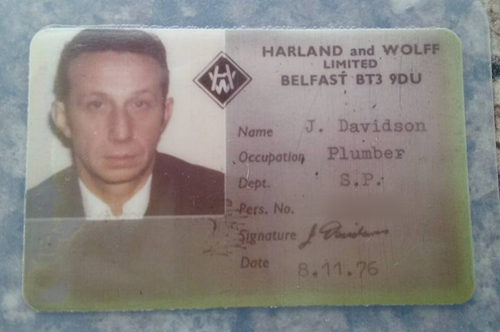 HARLAND and WOLFF
LIMITED
BELFAST BT3 9DU
Name J. Davidson
Occupation Plumber
Dept. S.P.
Pers. No.
Signature J Davidson
Date 8.11.76